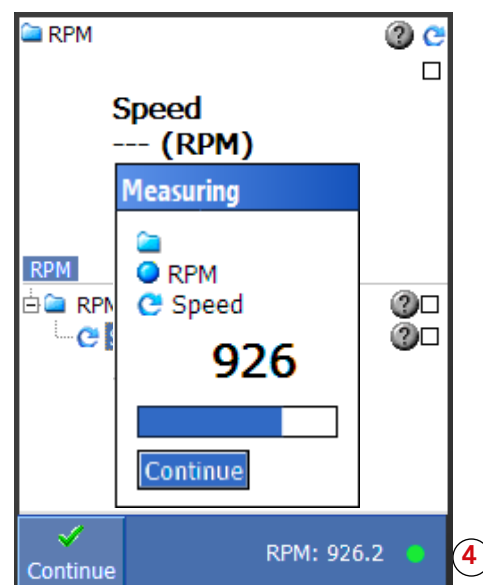 RPM
Speed
--- (RPM)
Measuring
RPM
Speed
926
Continue
RPM
RPM
Continue
RPM: 926.2
4